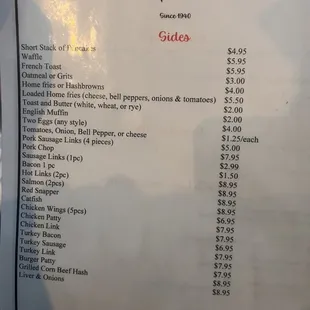 Since 1940
Sides
Short Stack of Pancakes $4.95
Waffle $5.95
French Toast $5.95
Oatmeal or Grits $3.00
Home fries or Hashbrowns $4.00
Loaded Home fries (cheese, bell peppers, onions & tomatoes) $5.50
Toast and Butter (white, wheat, or rye) $2.00
English Muffin $2.00
Two Eggs (any style) $4.00
Tomatoes, Onion, Bell Pepper, or cheese $1.25/each
Pork Sausage Links (4 pieces) $5.00
Pork Chop $7.95
Sausage Links (1pc) $2.99
Bacon 1 pc $1.50
Hot Links (2pc) $8.95
Salmon (2pcs) $8.95
Red Snapper $8.95
Catfish $8.95
Chicken Wings (5pcs) $6.95
Chicken Patty $7.95
Chicken Link $7.95
Turkey Bacon $6.95
Turkey Sausage $7.95
Turkey Link $7.95
Burger Patty $7.95
Grilled Corn Beef Hash $8.95
Liver & Onions $8.95